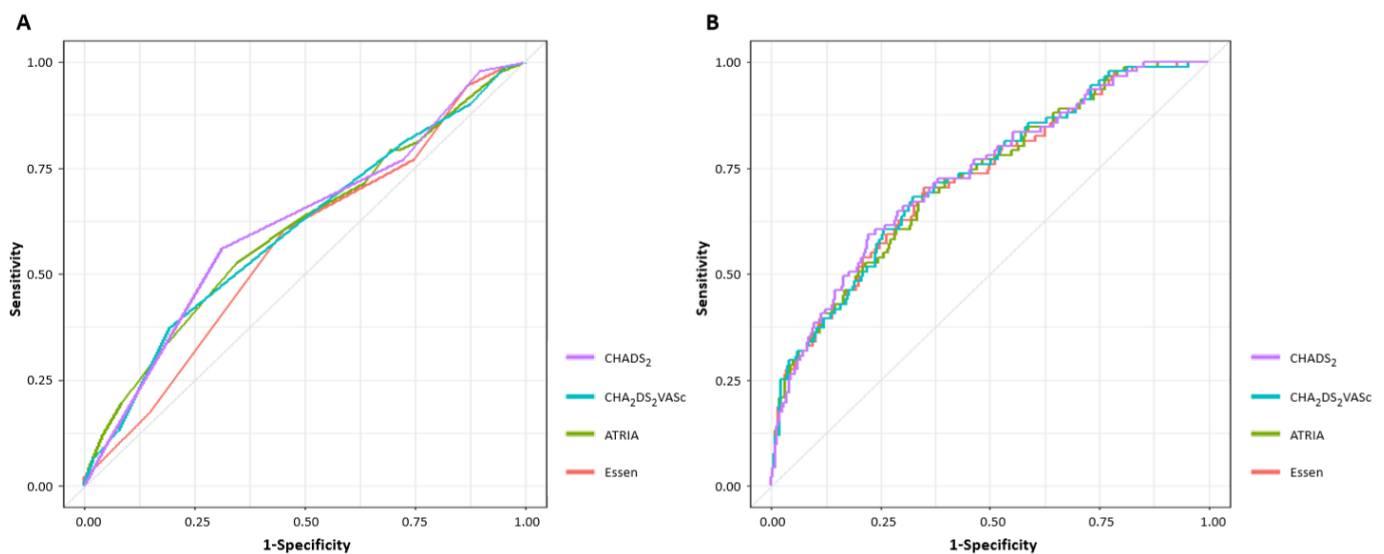 A
1.00
0.75
0.50
0.25
0.00
Sensitivity
0.00 0.25 0.50 0.75 1.00
1-Specificity
CHADS₂
CHA₂DS₂VASc
ATRIA
Essen
B
1.00
0.75
0.50
0.25
0.00
Sensitivity
0.00 0.25 0.50 0.75 1.00
1-Specificity
CHADS₂
CHA₂DS₂VASc
ATRIA
Essen